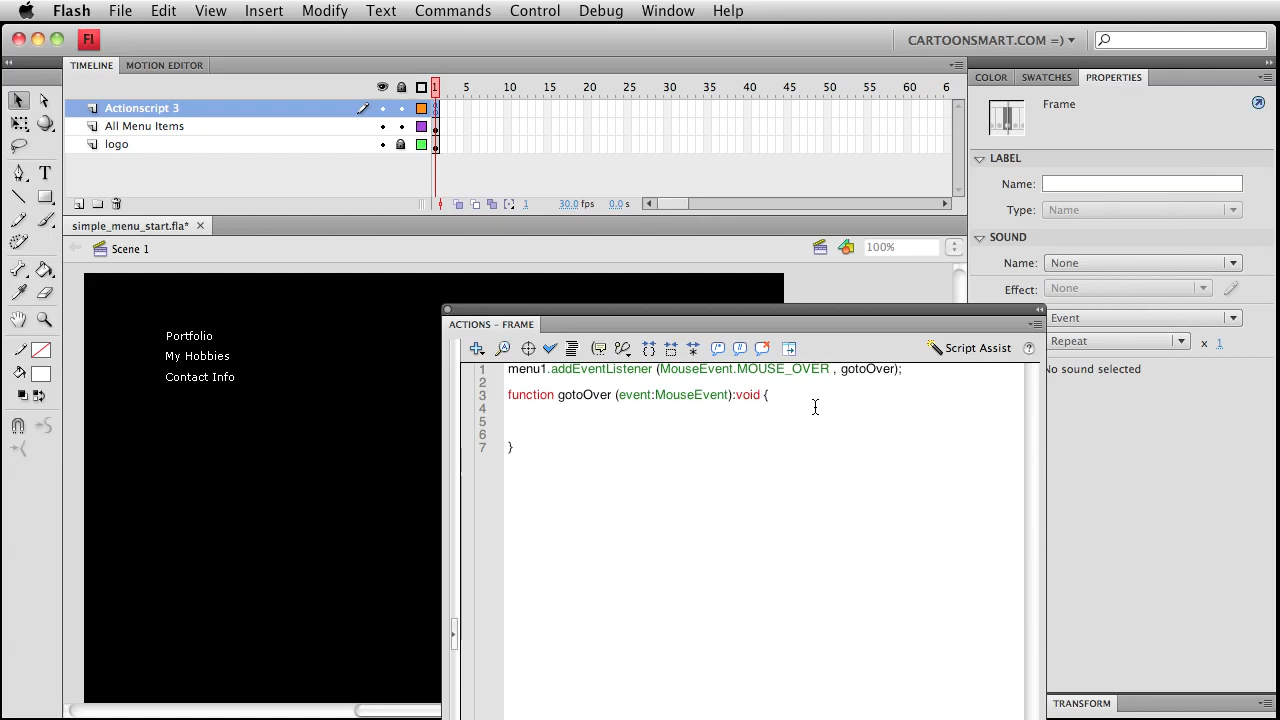 Flash File Edit View Insert Modify Text Commands Control Debug Window Help
Fl CARTOONSMART.COM =)
TIMELINE MOTION EDITOR
1 5 10 15 20 25 30 35 40 45 50 55 60 6
Actionscript 3
All Menu Items
logo
1 30.0 fps 0.0 s
simple_menu_start.fla*
Scene 1 100%
Portfolio
My Hobbies
Contact Info
COLOR SWATCHES PROPERTIES
Frame
LABEL
Name:
Type: Name
SOUND
Name: None
Effect: None
Event
Repeat x 1
No sound selected
TRANSFORM
ACTIONS - FRAME
Script Assist
1 menu1.addEventListener (MouseEvent.MOUSE_OVER , gotoOver);
2
3 function gotoOver (event:MouseEvent):void {
4
5
6
7 }